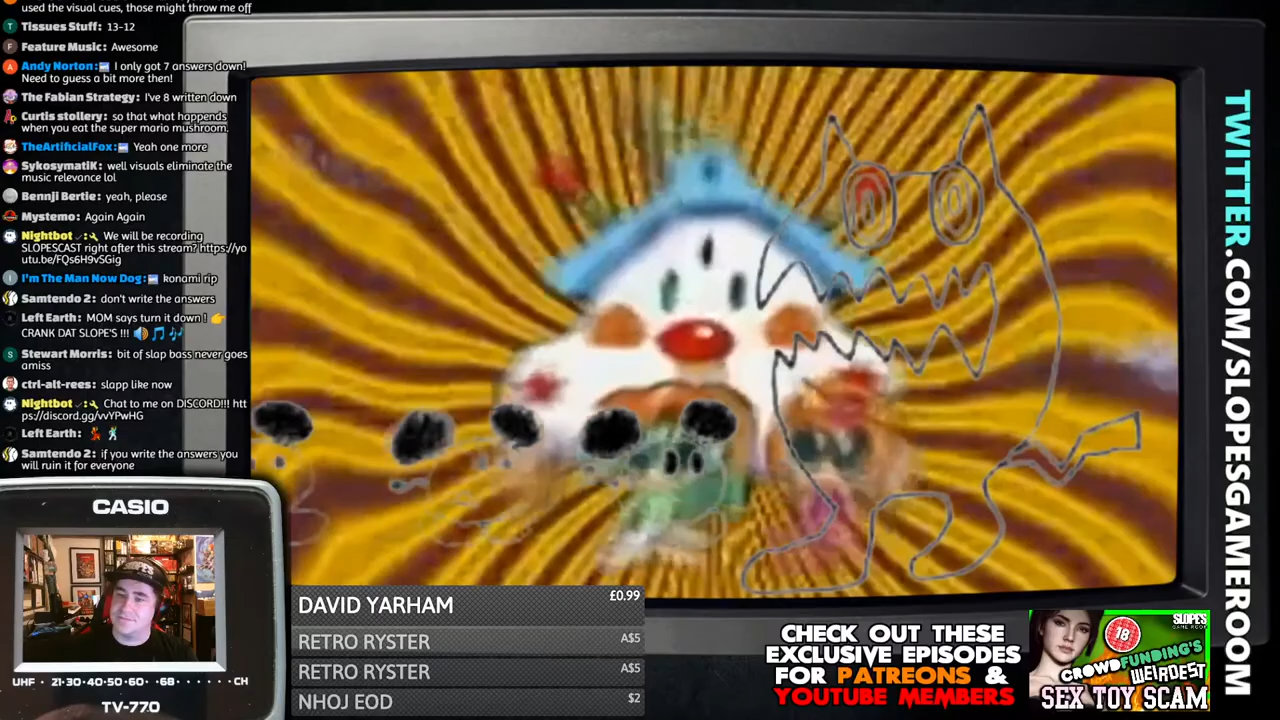 used the visual cues, those might throw me off
Tissues Stuff: 13-12
Feature Music: Awesome
Andy Norton: I only got 7 answers down!
Need to guess a bit more then!
The Fabian Strategy: I've 8 written down
Curtis stollery: so that what happends
when you eat the super mario mushroom.
TheArtificialFox: Yeah one more
SykosymatiK: well visuals eliminate the
music relevance lol
Bennji Bertie: yeah, please
Mystemo: Again Again
Nightbot : We will be recording
SLOPESCAST right after this stream? https://yo
utu.be/FQs6H9vSGig
I'm The Man Now Dog: konami rip
Samtendo 2: don't write the answers
Left Earth: MOM says turn it down ! 👉
CRANK DAT SLOPE'S !!! 🔊 🎵 🎶
Stewart Morris: bit of slap bass never goes
amiss
ctrl-alt-rees: slapp like now
Nightbot : Chat to me on DISCORD!!! htt
ps://discord.gg/vvYPwHG
Left Earth: 💃 🕺
Samtendo 2: if you write the answers you
will ruin it for everyone
CASIO
UHF - 21·30·40·50·60· ·68 · · · · · · · CH
TV-770
DAVID YARHAM £0.99
RETRO RYSTER A$5
RETRO RYSTER A$5
NHOJ EOD $2
CHECK OUT THESE
EXCLUSIVE EPISODES
FOR PATREONS &
YOUTUBE MEMBERS
18
SLOPES
GAME ROOM
CROWDFUNDING'S
WEIRDEST
SEX TOY SCAM
TWITTER.COM/SLOPESGAMEROOM